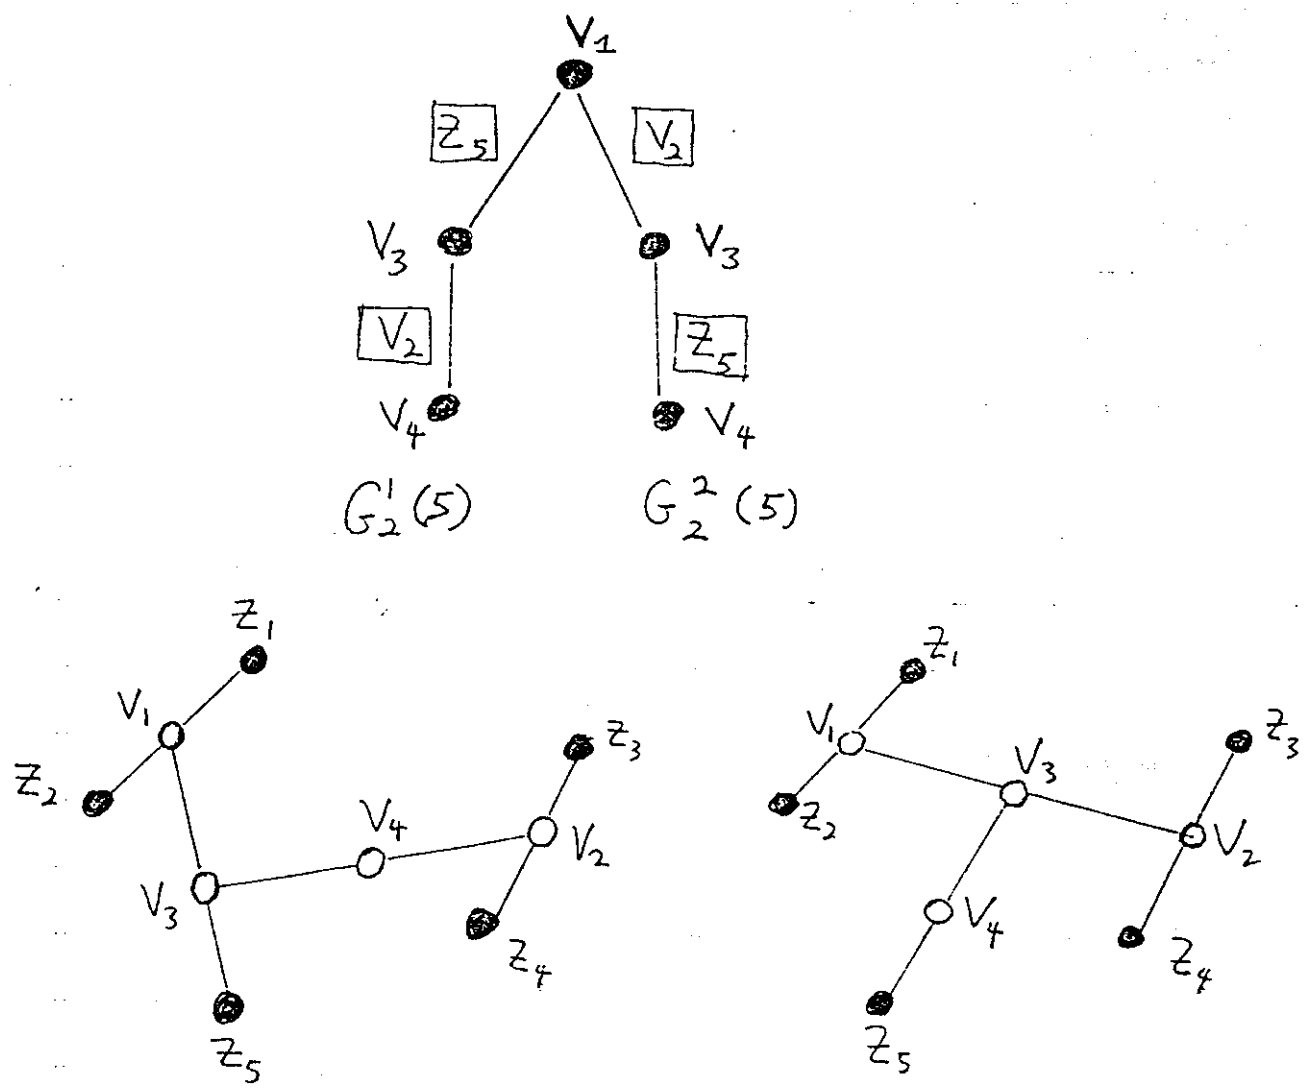 V₁
Z₅ V₂
V₃ V₃
V₂ Z₅
V₄ V₄
G₂¹(5) G₂²(5)
Z₁ Z₁
V₁ V₁
Z₃ Z₃
Z₂ Z₂
V₃
V₄ V₂ V₂
V₃ V₄
Z₄ Z₄
Z₅ Z₅